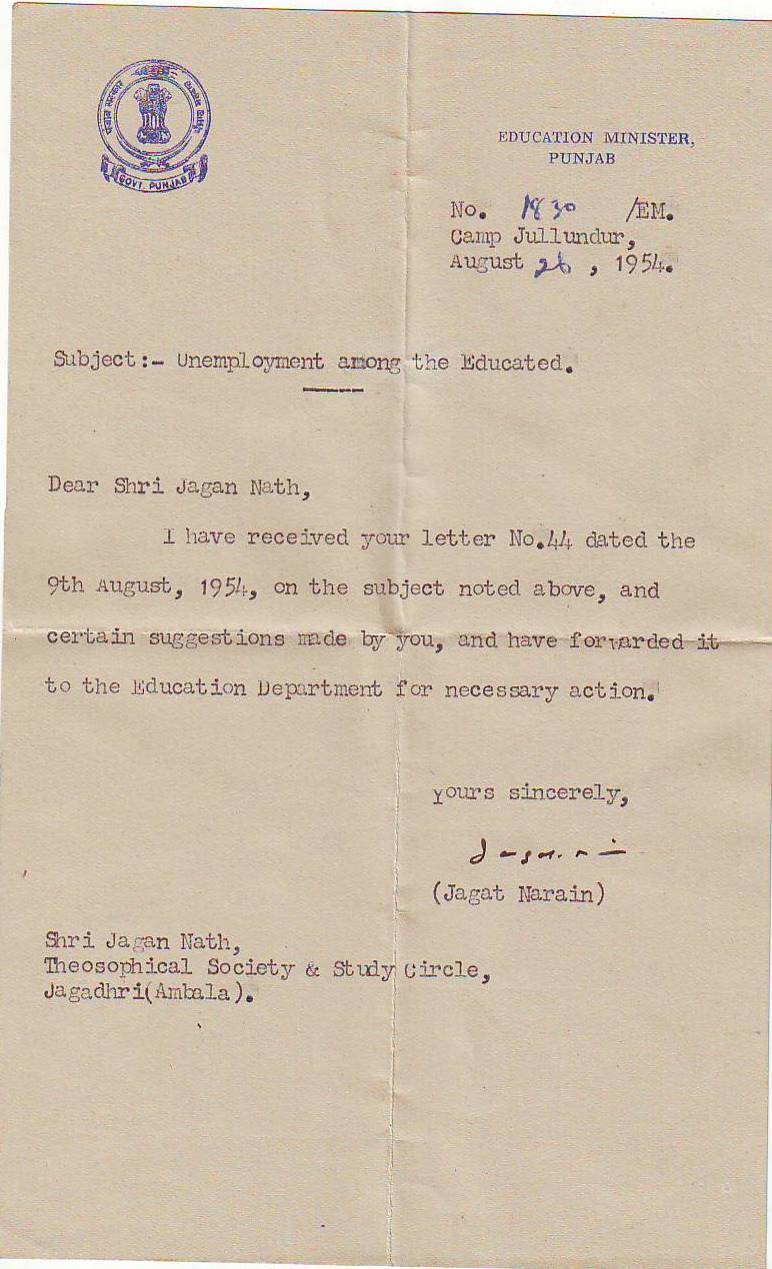 पंजाब सरकार
GOVT. PUNJAB
EDUCATION MINISTER,
PUNJAB
No. 1830 /EM.
Camp Jullundur,
August 26, 1954.
Subject:- Unemployment among the Educated.
Dear Shri Jagan Nath,
I have received your letter No.44 dated the
9th August, 1954, on the subject noted above, and
certain suggestions made by you, and have forwarded it
to the Education Department for necessary action.
Yours sincerely,
(Jagat Narain)
Shri Jagan Nath,
Theosophical Society & Study Circle,
Jagadhri(Ambala).